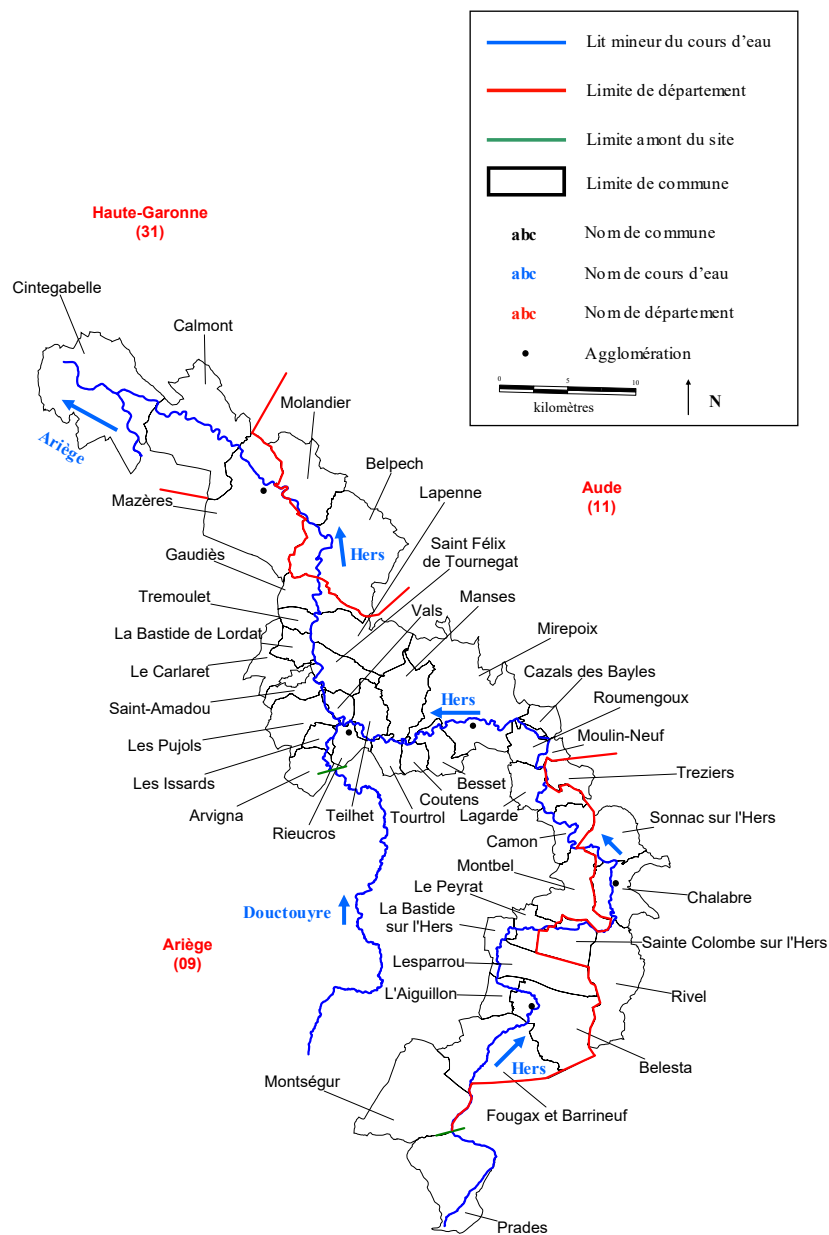 Lit mineur du cours d'eau
Limite de département
Limite amont du site
Limite de commune
abc Nom de commune
abc Nom de cours d'eau
abc Nom de département
Agglomération
0 5 10
kilomètres
N
Haute-Garonne
(31)
Cintegabelle
Calmont
Molandier
Belpech
Ariège
Lapenne
Aude
(11)
Mazères
Saint Félix
de Tournegat
Hers
Gaudiès
Manses
Tremoulet
Vals
La Bastide de Lordat
Mirepoix
Le Carlaret
Cazals des Bayles
Hers
Roumengoux
Saint-Amadou
Moulin-Neuf
Les Pujols
Treziers
Les Issards
Besset
Arvigna
Coutens
Lagarde
Rieucros
Teilhet
Tourtrol
Sonnac sur l'Hers
Camon
Montbel
Le Peyrat
Chalabre
La Bastide
sur l'Hers
Douctouyre
Ariège
(09)
Sainte Colombe sur l'Hers
Lesparrou
L'Aiguillon
Rivel
Belesta
Hers
Montségur
Fougax et Barrineuf
Prades